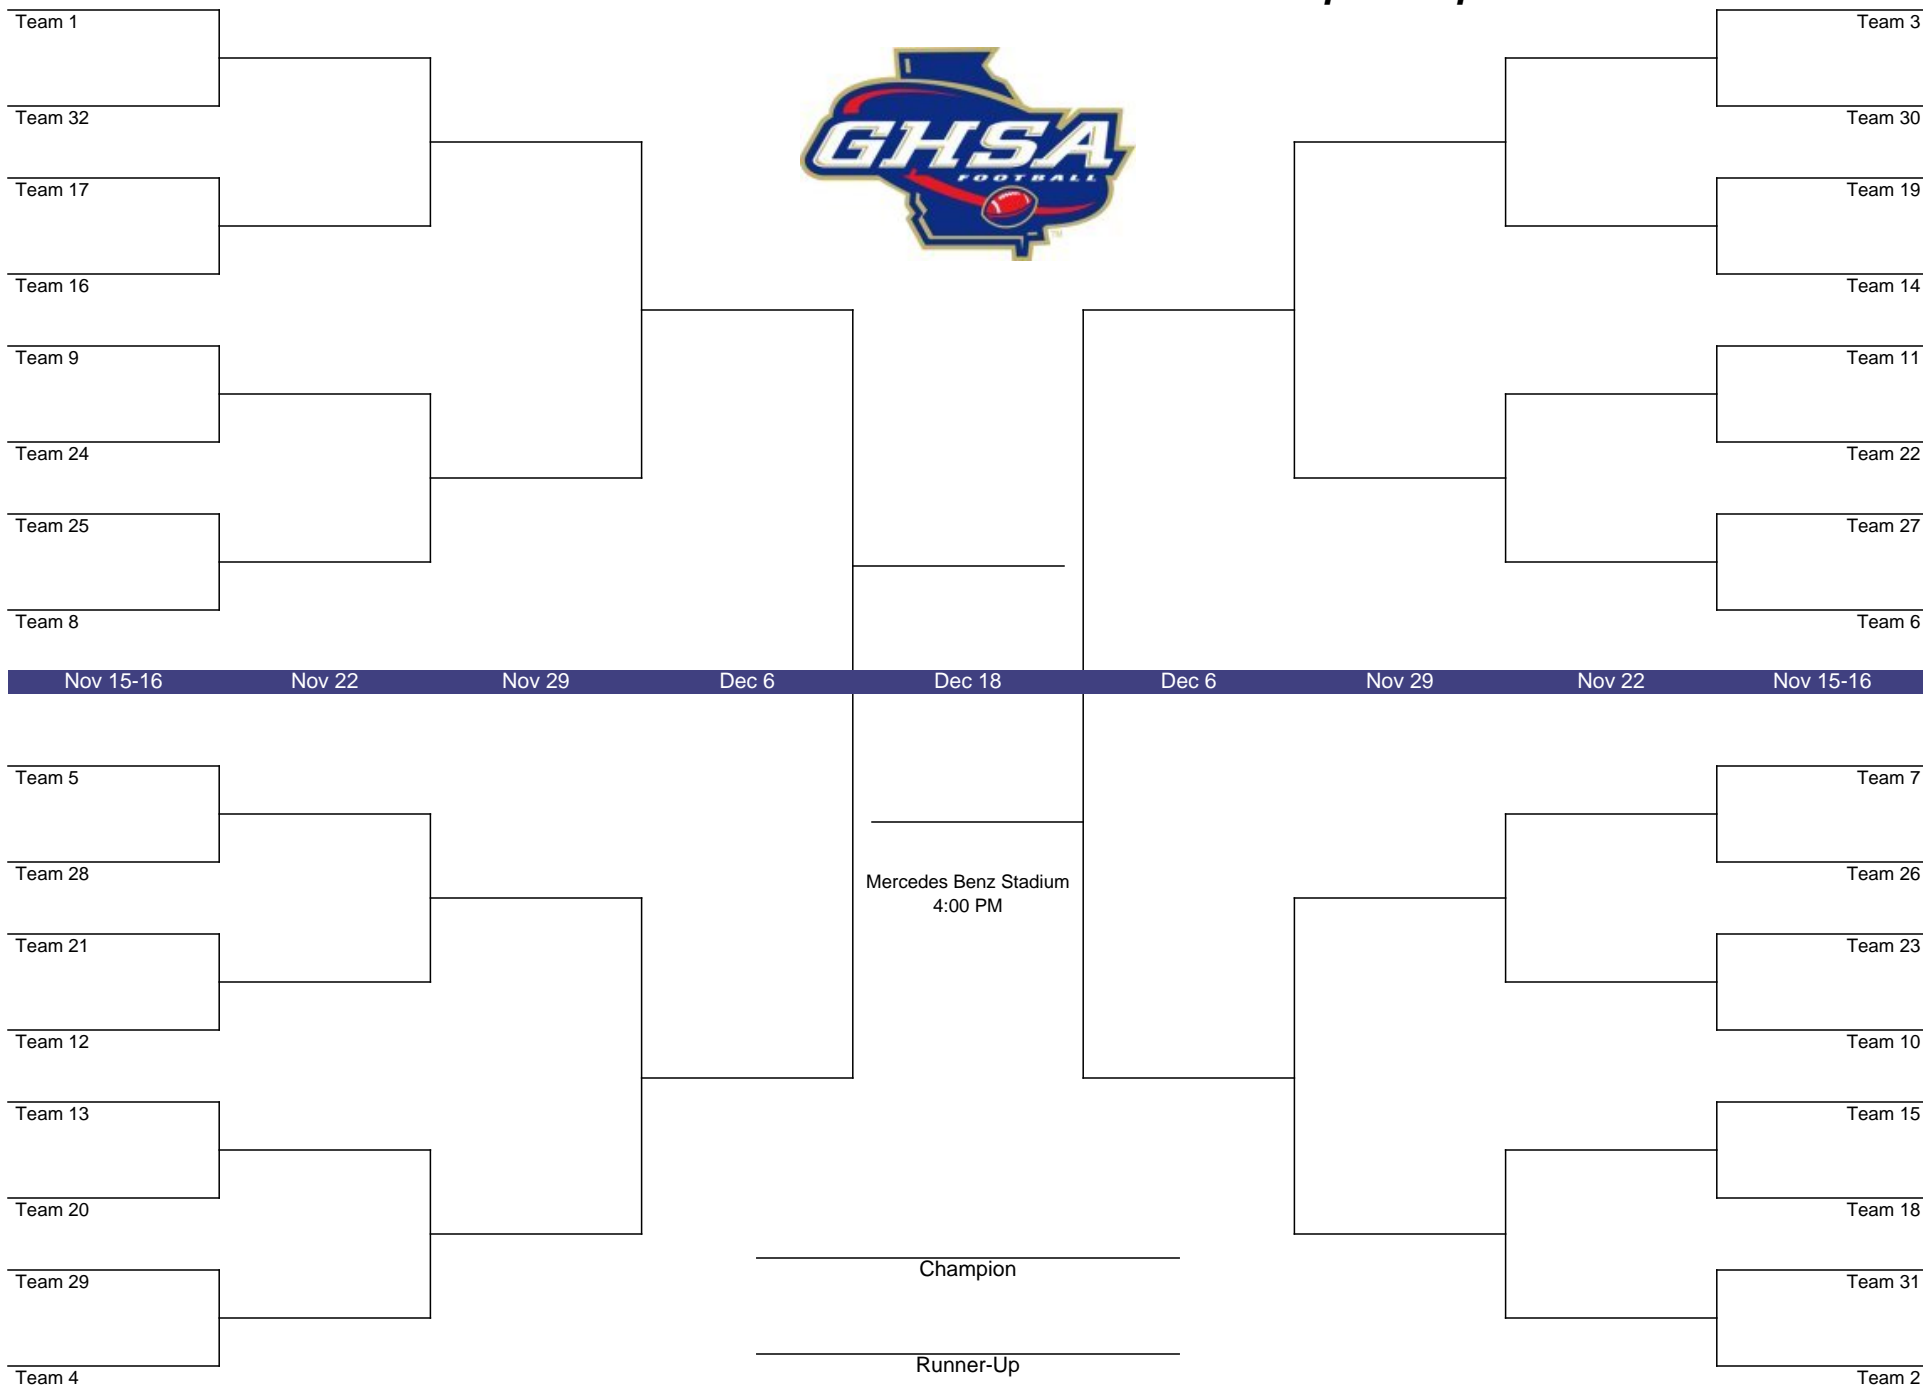 Team 1
Team 32
Team 17
Team 16
Team 9
Team 24
Team 25
Team 8
GHSA
FOOTBALL
TM
Team 3
Team 30
Team 19
Team 14
Team 11
Team 22
Team 27
Team 6
Nov 15-16 Nov 22 Nov 29 Dec 6 Dec 18 Dec 6 Nov 29 Nov 22 Nov 15-16
Team 5
Team 28
Team 21
Team 12
Team 13
Team 20
Team 29
Team 4
Mercedes Benz Stadium
4:00 PM
Champion
Runner-Up
Team 7
Team 26
Team 23
Team 10
Team 15
Team 18
Team 31
Team 2